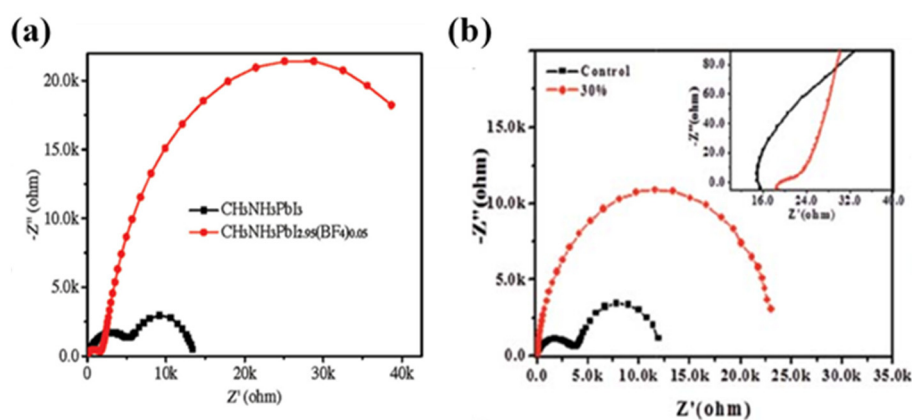 (a)
20.0k
15.0k
10.0k
5.0k
0.0
-Z'' (ohm)
CH3NH3PbI3
CH3NH3PbI2.95(BF4)0.05
0 10k 20k 30k 40k
Z' (ohm)
(b)
Control
30%
15.0k
10.0k
5.0k
0.0
-Z''(ohm)
80.0
60.0
40.0
20.0
0.0
-Z''(ohm)
16.0 24.0 32.0 40.0
Z'(ohm)
0.0 5.0k 10.0k 15.0k 20.0k 25.0k 30.0k 35.0k
Z'(ohm)